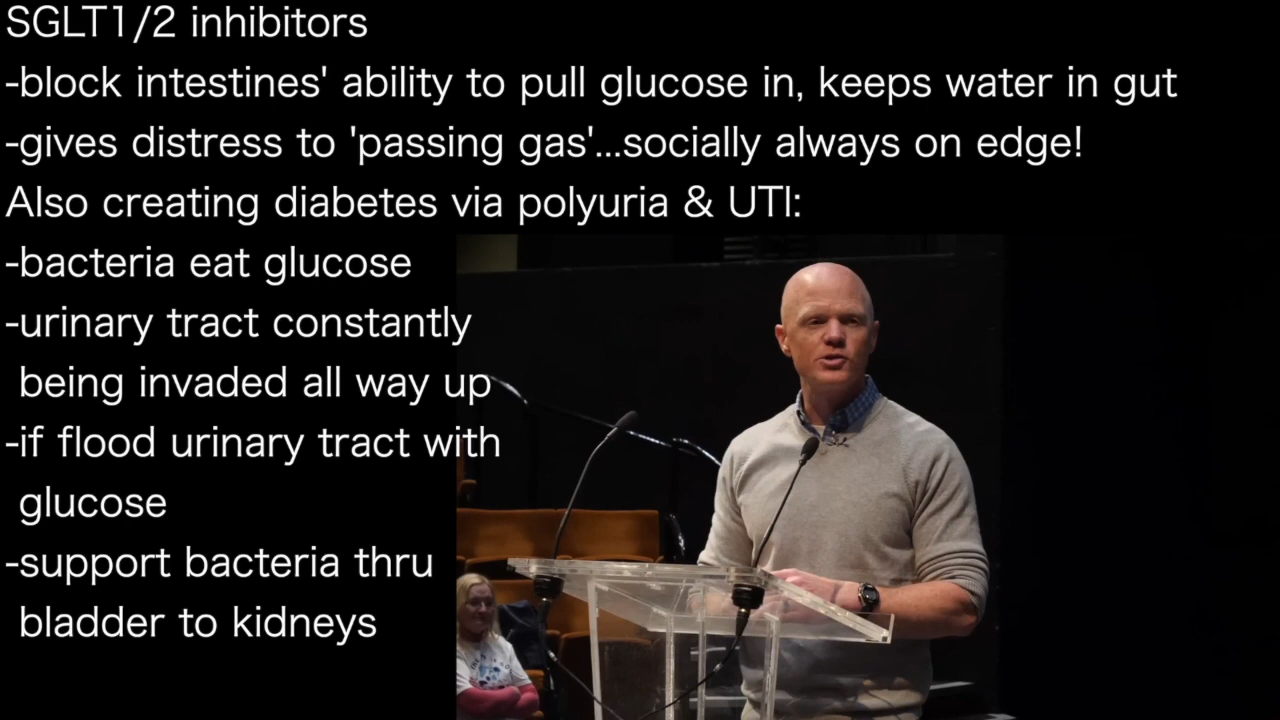 SGLT1/2 inhibitors
-block intestines' ability to pull glucose in, keeps water in gut
-gives distress to 'passing gas'...socially always on edge!
Also creating diabetes via polyuria & UTI:
-bacteria eat glucose
-urinary tract constantly
being invaded all way up
-if flood urinary tract with
glucose
-support bacteria thru
bladder to kidneys